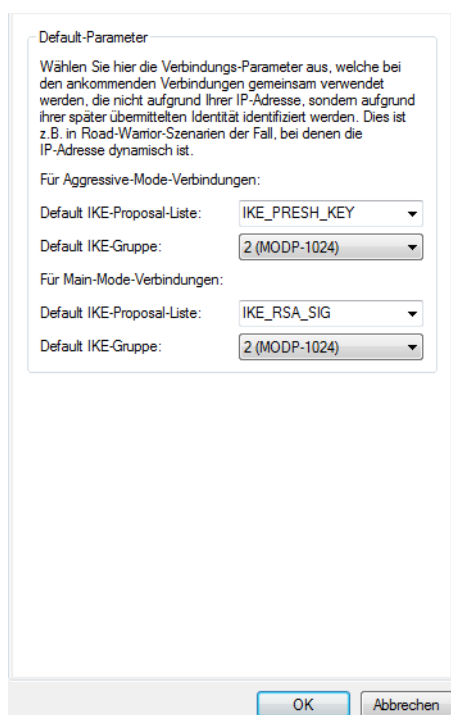 Default-Parameter
Wählen Sie hier die Verbindungs-Parameter aus, welche bei
den ankommenden Verbindungen gemeinsam verwendet
werden, die nicht aufgrund Ihrer IP-Adresse, sondern aufgrund
ihrer später übermittelten Identität identifiziert werden. Dies ist
z.B. in Road-Warrior-Szenarien der Fall, bei denen die
IP-Adresse dynamisch ist.
Für Aggressive-Mode-Verbindungen:
Default IKE-Proposal-Liste: IKE_PRESH_KEY
Default IKE-Gruppe: 2 (MODP-1024)
Für Main-Mode-Verbindungen:
Default IKE-Proposal-Liste: IKE_RSA_SIG
Default IKE-Gruppe: 2 (MODP-1024)
OK Abbrechen